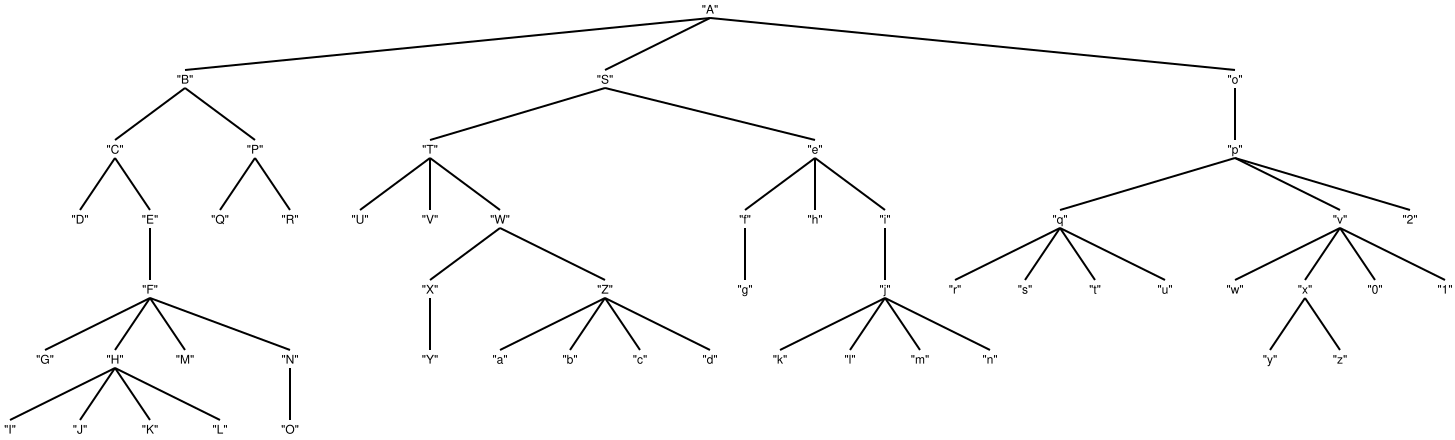 "A"
"B" "S" "o"
"C" "P" "T" "e" "p"
"D" "E" "Q" "R" "U" "V" "W" "f" "h" "i" "q" "v" "2"
"F" "X" "Z" "g" "j" "r" "s" "t" "u" "w" "x" "0" "1"
"G" "H" "M" "N" "Y" "a" "b" "c" "d" "k" "l" "m" "n" "y" "z"
"I" "J" "K" "L" "O"